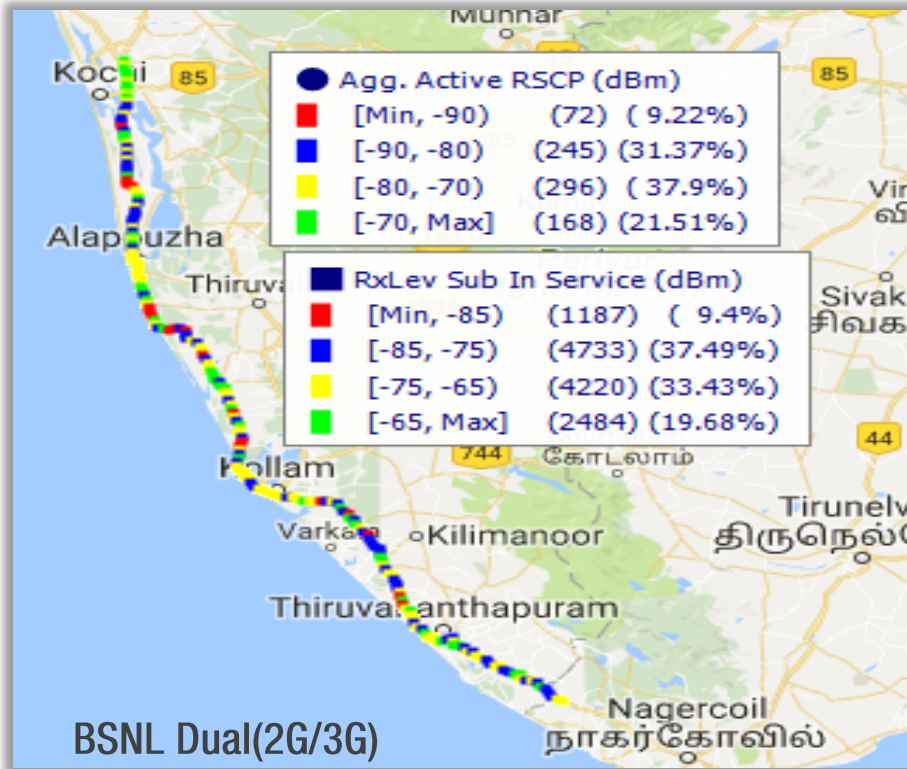 Munnar
Kochi
85
85
Agg. Active RSCP (dBm)
[Min, -90) (72) ( 9.22%)
[-90, -80) (245) (31.37%)
[-80, -70) (296) ( 37.9%)
[-70, Max] (168) (21.51%)
Alappuzha
RxLev Sub In Service (dBm)
[Min, -85) (1187) ( 9.4%)
[-85, -75) (4733) (37.49%)
[-75, -65) (4220) (33.43%)
[-65, Max] (2484) (19.68%)
Thiruva
Sivak
சிவக
44
744
கோடலாம்
Kollam
Varkala
Kilimanoor
Tirunelv
திருநெல்
Thiruvananthapuram
Nagercoil
நாகர்கோவில்
BSNL Dual(2G/3G)